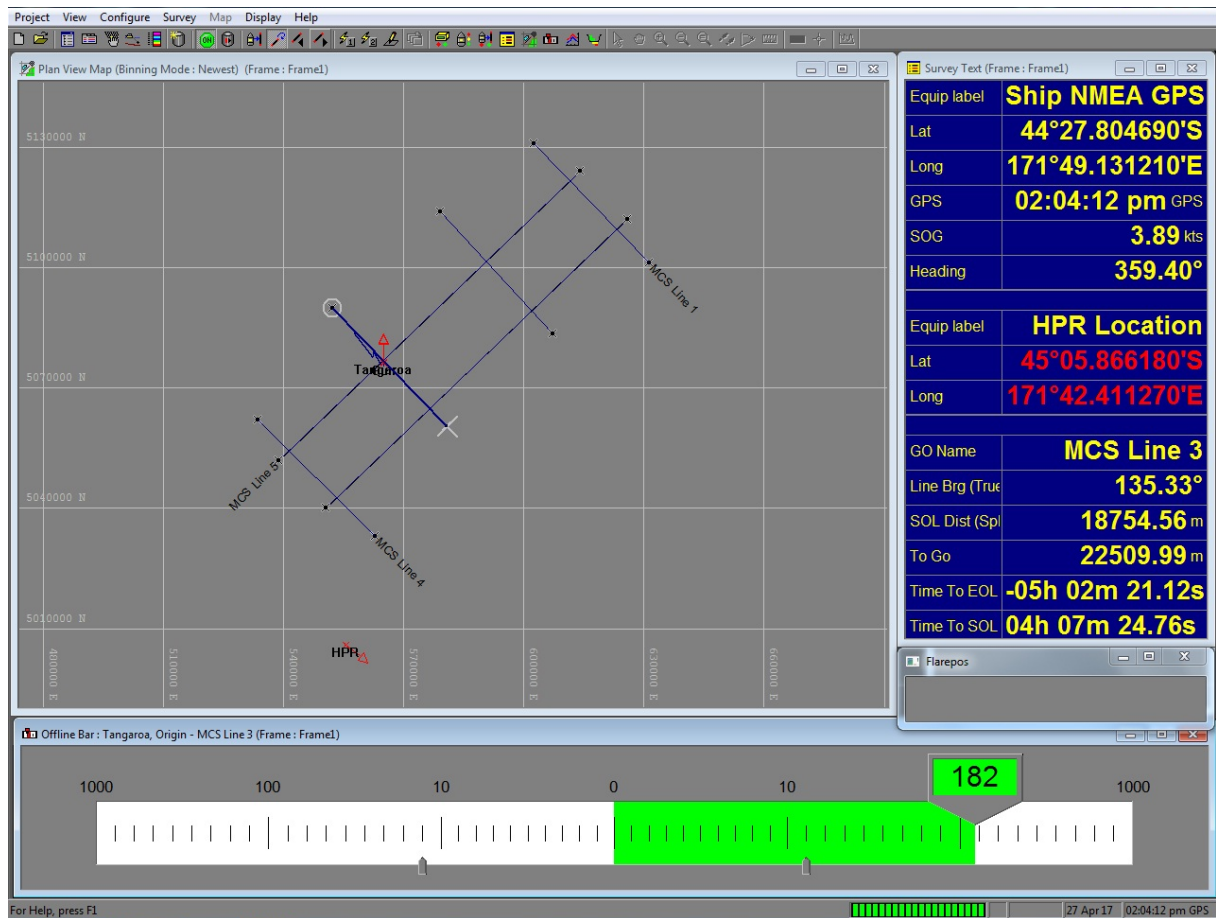 Project View Configure Survey Map Display Help
Plan View Map (Binning Mode : Newest) (Frame : Frame1)
5130000 N
5100000 N
5070000 N
5040000 N
5010000 N
480000 E
510000 E
540000 E
570000 E
600000 E
630000 E
660000 E
MCS Line 1
Tangaroa
MCS Line 5
MCS Line 4
HPR
Survey Text (Frame : Frame1)
Equip label Ship NMEA GPS
Lat 44°27.804690'S
Long 171°49.131210'E
GPS 02:04:12 pm GPS
SOG 3.89 kts
Heading 359.40°
Equip label HPR Location
Lat 45°05.866180'S
Long 171°42.411270'E
GO Name MCS Line 3
Line Brg (True 135.33°
SOL Dist (Spl 18754.56 m
To Go 22509.99 m
Time To EOL -05h 02m 21.12s
Time To SOL 04h 07m 24.76s
Flarepos
Offline Bar : Tangaroa, Origin - MCS Line 3 (Frame : Frame1)
1000 100 10 0 10 182 1000
For Help, press F1
27 Apr 17 02:04:12 pm GPS